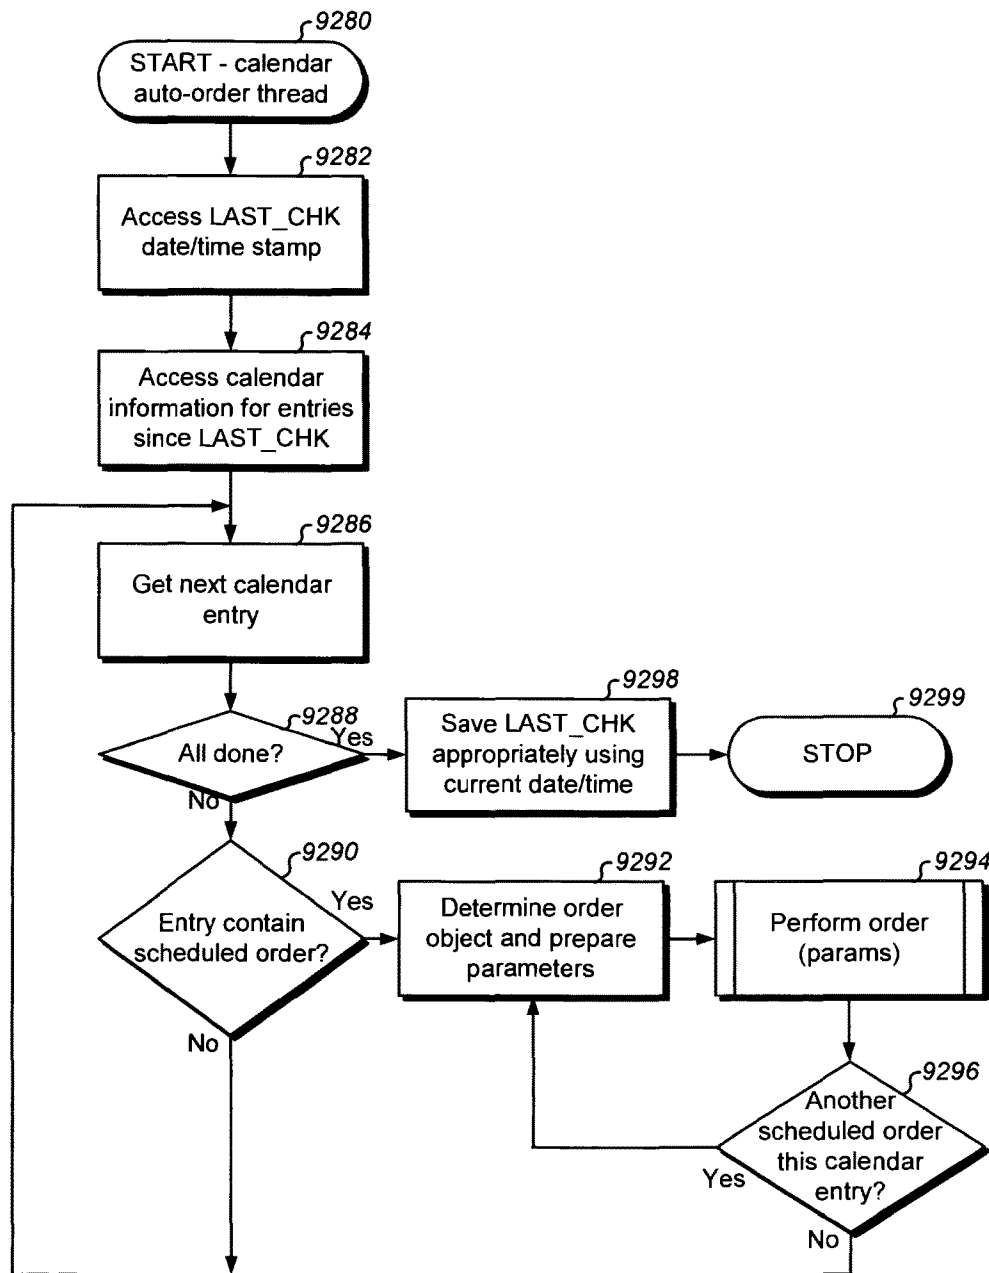 9280
START - calendar
auto-order thread
9282
Access LAST_CHK
date/time stamp
9284
Access calendar
information for entries
since LAST_CHK
9286
Get next calendar
entry
9288
All done?
Yes
No
9298
Save LAST_CHK
appropriately using
current date/time
9299
STOP
9290
Entry contain
scheduled order?
Yes
No
9292
Determine order
object and prepare
parameters
9294
Perform order
(params)
9296
Another
scheduled order
this calendar
entry?
Yes
No